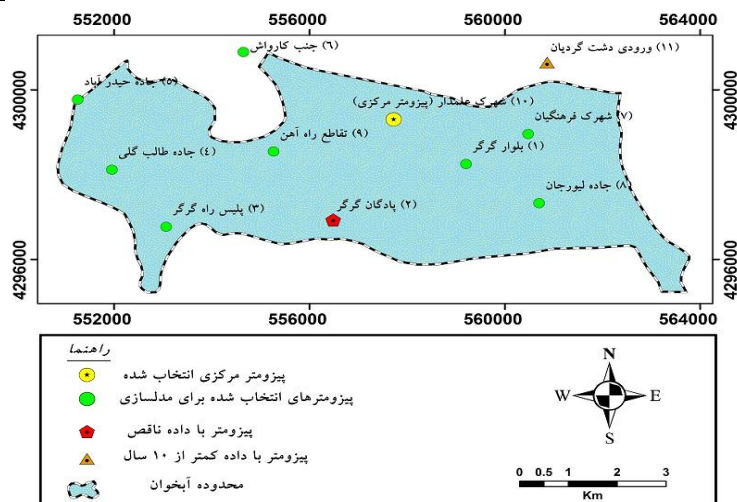 552000 556000 560000 564000
(۱۱) ورودی دشت گردیان
(۶) جنب کارواش
(۵) جاده حیدر آباد
4300000
(۱۰) شهرک علمدار (پیزومتر مرکزی)
(۷) شهرک فرهنگیان
(۹) تقاطع راه آهن
(۱) بلوار گرگر
(٤) جاده طالب گلی
(۸) جاده لیورجان
(۳) پلیس راه گرگر
(۲) پادگان گرگر
4296000
552000 556000 560000 564000
راهنما
پیزومتر مرکزی انتخاب شده
پیزومترهای انتخاب شده برای مدلسازی
پیزومتر با داده ناقص
پیزومتر با داده کمتر از ۱۰ سال
محدوده آبخوان
N
W E
S
0 0.5 1 2 3
Km